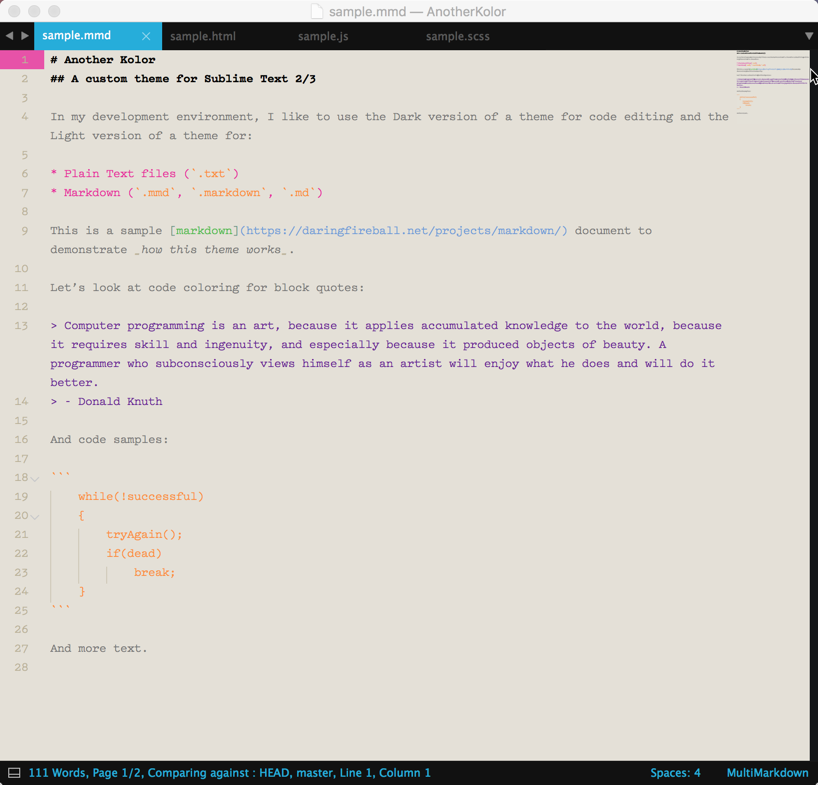 sample.mmd — AnotherKolor
sample.mmd sample.html sample.js sample.scss
1 # Another Kolor
2 ## A custom theme for Sublime Text 2/3
3
4 In my development environment, I like to use the Dark version of a theme for code editing and the
Light version of a theme for:
5
6 * Plain Text files (`.txt`)
7 * Markdown (`.mmd`, `.markdown`, `.md`)
8
9 This is a sample [markdown](https://daringfireball.net/projects/markdown/) document to
demonstrate _how this theme works_.
10
11 Let’s look at code coloring for block quotes:
12
13 > Computer programming is an art, because it applies accumulated knowledge to the world, because
it requires skill and ingenuity, and especially because it produced objects of beauty. A
programmer who subconsciously views himself as an artist will enjoy what he does and will do it
better.
14 > - Donald Knuth
15
16 And code samples:
17
18 ```
19 while(!successful)
20 {
21 tryAgain();
22 if(dead)
23 break;
24 }
25 ```
26
27 And more text.
28
111 Words, Page 1/2, Comparing against : HEAD, master, Line 1, Column 1 Spaces: 4 MultiMarkdown